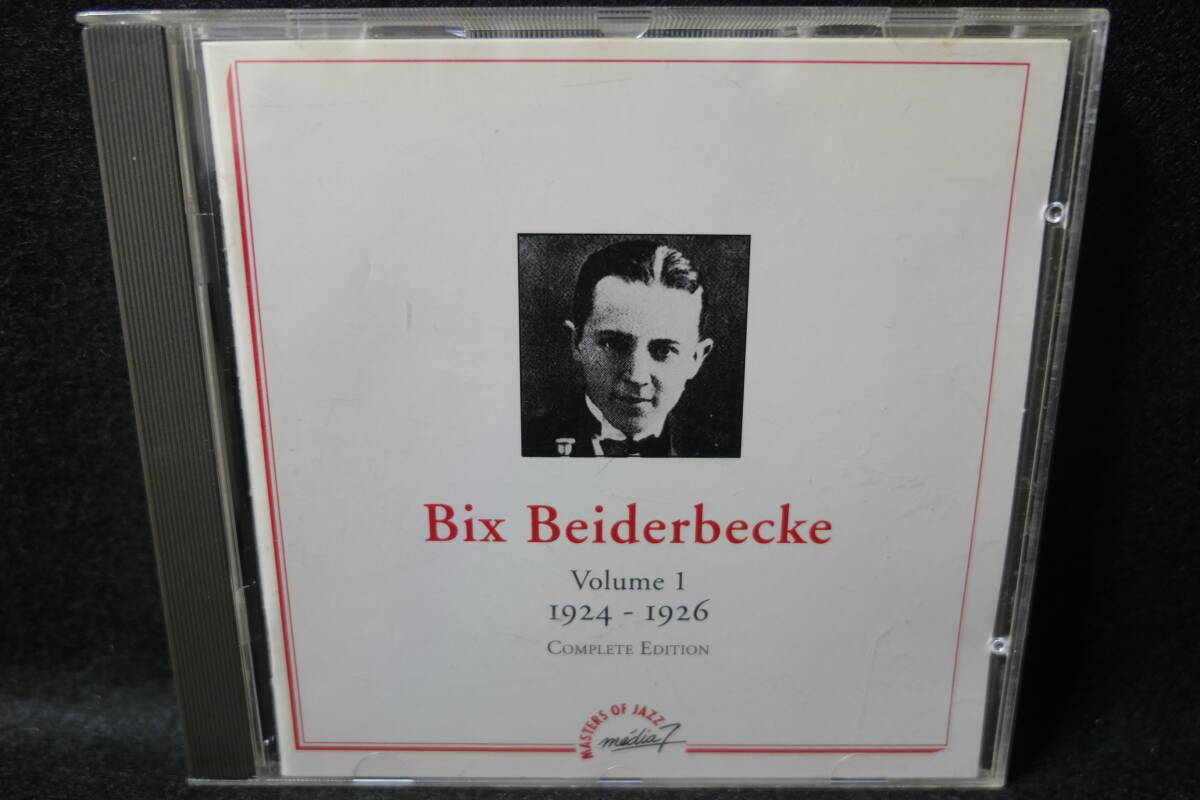 Bix Beiderbecke
Volume 1
1924 - 1926
COMPLETE EDITION
MASTERS OF JAZZ
média 7